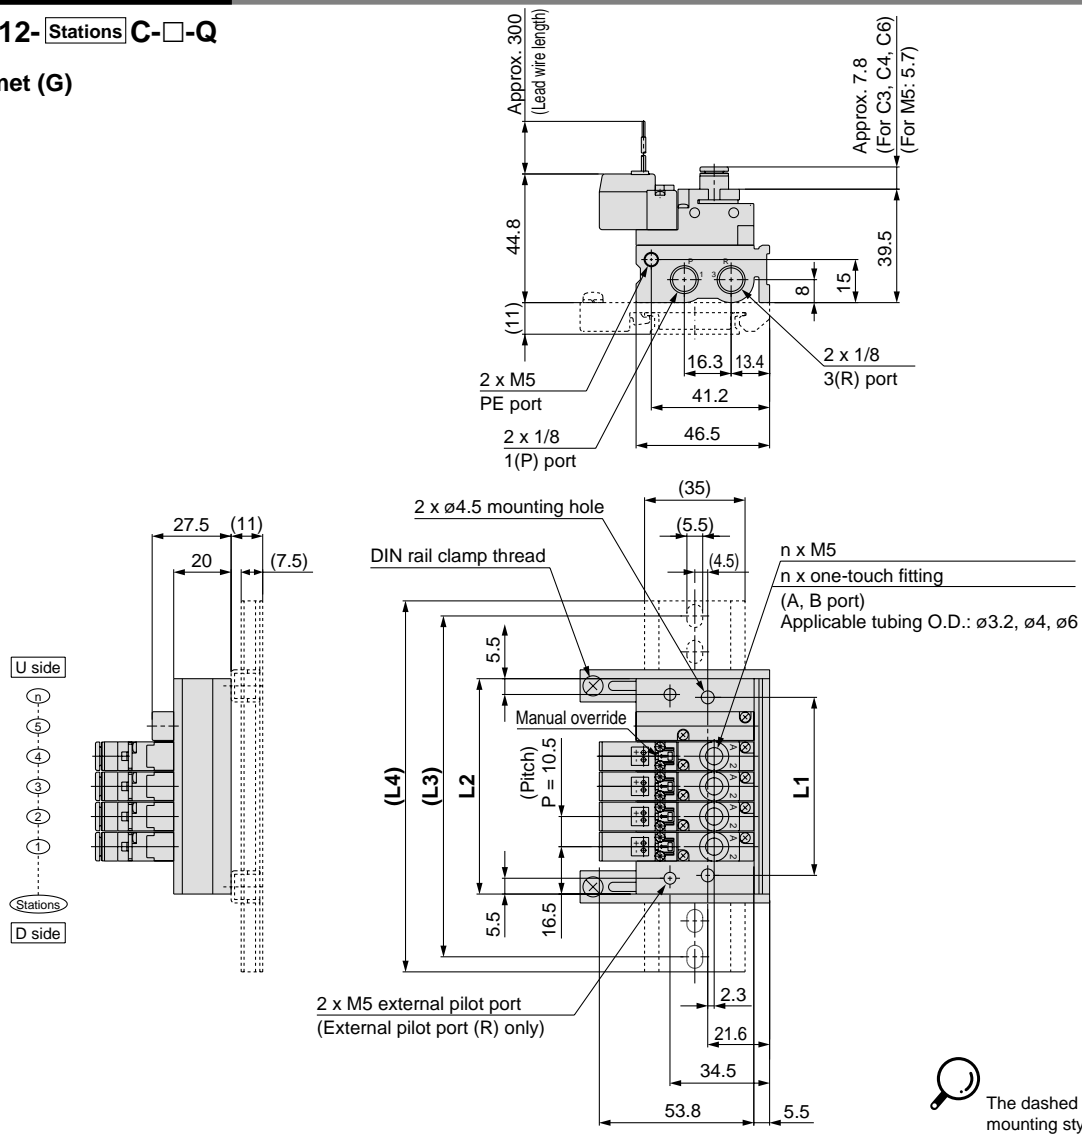 12- Stations C-□-Q
met (G)
Approx. 300
(Lead wire length)
Approx. 7.8
(For C3, C4, C6)
(For M5: 5.7)
44.8
(11)
39.5
15
8
P
R
1
3
16.3
13.4
41.2
46.5
2 x M5
PE port
2 x 1/8
1(P) port
2 x 1/8
3(R) port
27.5
(11)
20
(7.5)
U side
n
5
4
3
2
1
Stations
D side
(35)
2 x ø4.5 mounting hole
(5.5)
DIN rail clamp thread
(4.5)
n x M5
n x one-touch fitting
(A, B port)
Applicable tubing O.D.: ø3.2, ø4, ø6
5.5
Manual override
(Pitch)
P = 10.5
(L4)
(L3)
L2
L1
A
2
A
2
A
2
A
2
5.5
16.5
2 x M5 external pilot port
(External pilot port (R) only)
2.3
21.6
34.5
53.8
5.5
The dashed
mounting sty